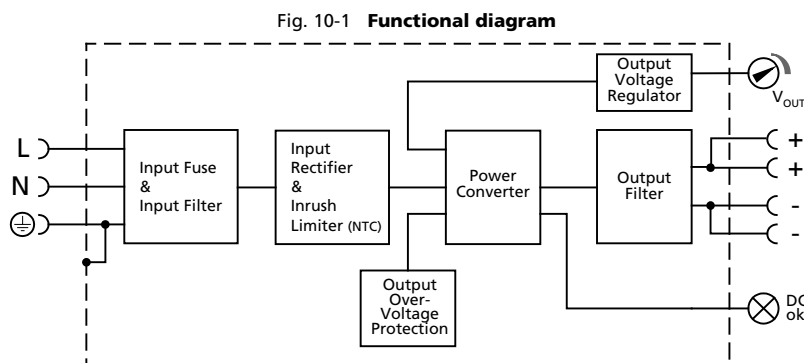 Fig. 10-1 Functional diagram
Output
Voltage
Regulator
VOUT
L
N
Input Fuse
&
Input Filter
Input
Rectifier
&
Inrush
Limiter (NTC)
Power
Converter
Output
Filter
+
+
-
-
Output
Over-
Voltage
Protection
DC
ok